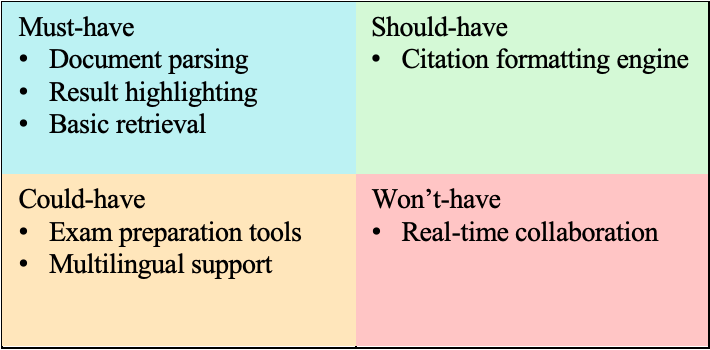 Must-have
• Document parsing
• Result highlighting
• Basic retrieval
Should-have
• Citation formatting engine
Could-have
• Exam preparation tools
• Multilingual support
Won’t-have
• Real-time collaboration